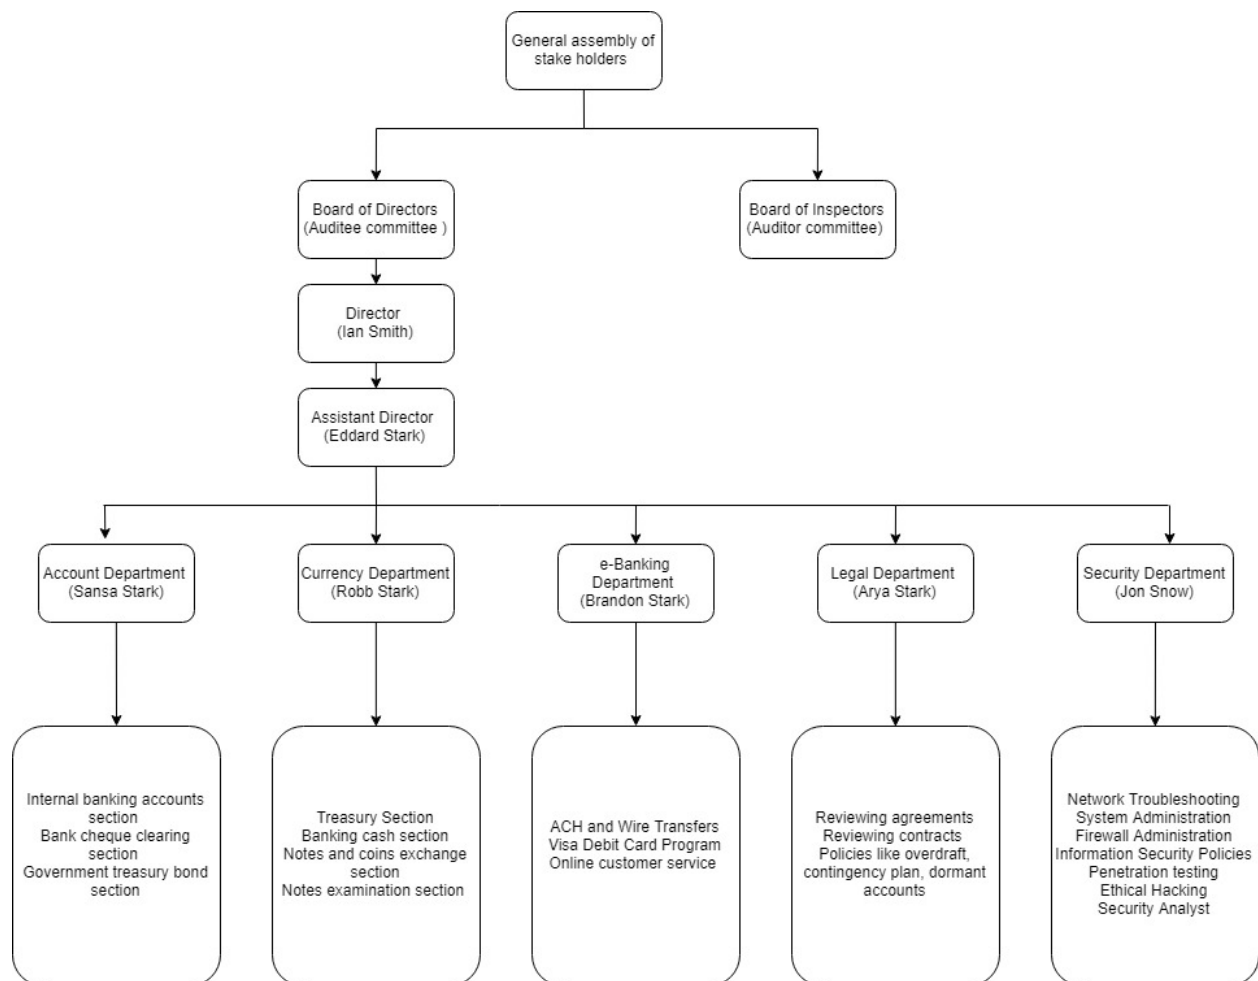 General assembly of
stake holders
Board of Directors
(Auditee committee )
Board of Inspectors
(Auditor committee)
Director
(Ian Smith)
Assistant Director
(Eddard Stark)
Account Department
(Sansa Stark)
Currency Department
(Robb Stark)
e-Banking
Department
(Brandon Stark)
Legal Department
(Arya Stark)
Security Department
(Jon Snow)
Internal banking accounts
section
Bank cheque clearing
section
Government treasury bond
section
Treasury Section
Banking cash section
Notes and coins exchange
section
Notes examination section
ACH and Wire Transfers
Visa Debit Card Program
Online customer service
Reviewing agreements
Reviewing contracts
Policies like overdraft,
contingency plan, dormant
accounts
Network Troubleshooting
System Administration
Firewall Administration
Information Security Policies
Penetration testing
Ethical Hacking
Security Analyst